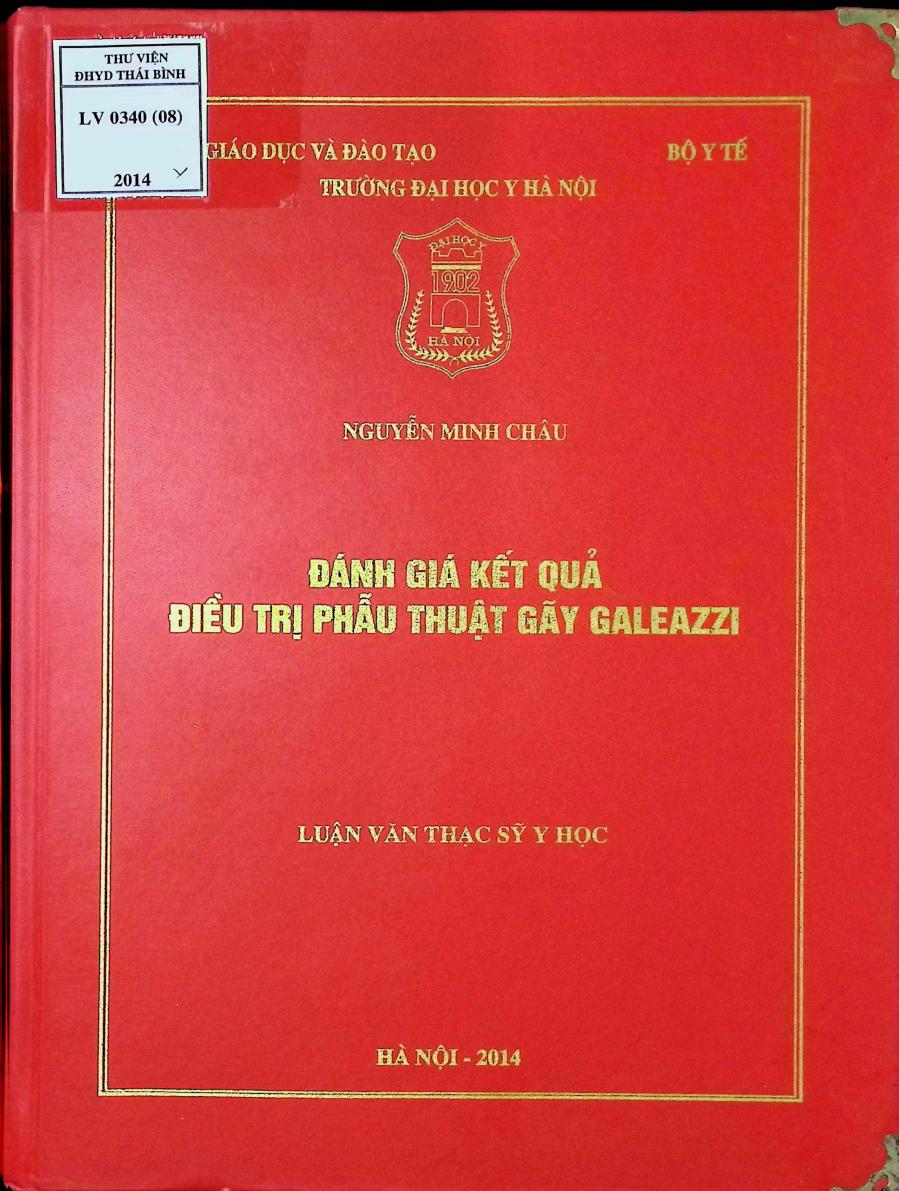 THƯ VIỆN
ĐHYD THÁI BÌNH
LV 0340 (08)
2014
GIÁO DỤC VÀ ĐÀO TẠO BỘ Y TẾ
TRƯỜNG ĐẠI HỌC Y HÀ NỘI
ĐẠI HỌC Y
1902
HÀ NỘI
NGUYỄN MINH CHÂU
ĐÁNH GIÁ KẾT QUẢ
ĐIỀU TRỊ PHẪU THUẬT GÃY GALEAZZI
LUẬN VĂN THẠC SỸ Y HỌC
HÀ NỘI - 2014